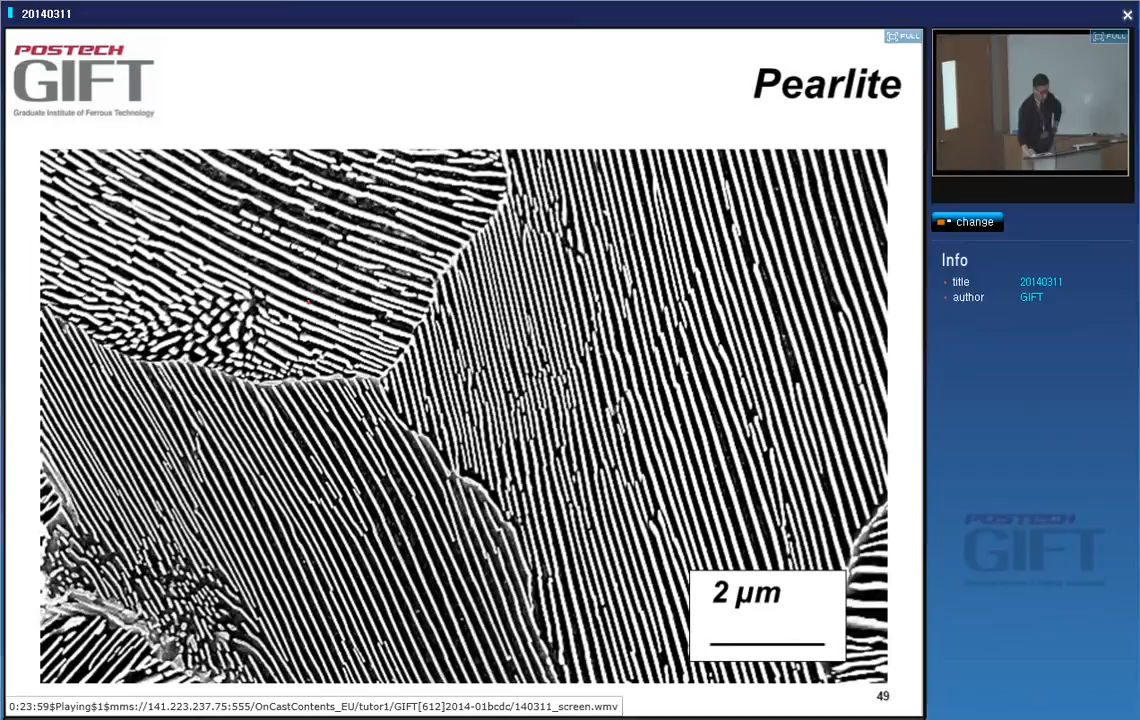 20140311
FULL
FULL
POSTECH
GIFT
Graduate Institute of Ferrous Technology
Pearlite
change
Info
title 20140311
author GIFT
POSTECH
GIFT
2 μm
49
0:23:59$Playing$1$mms://141.223.237.75:555/OnCastContents_EU/tutor1/GIFT[612]2014-01bcdc/140311_screen.wmv